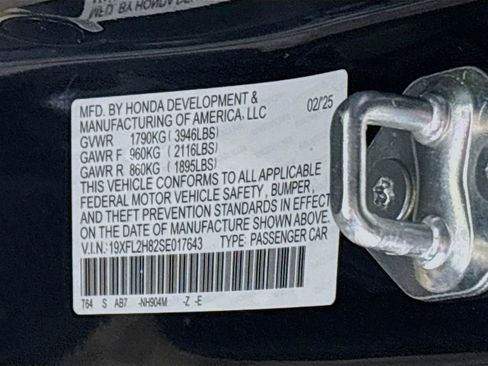 MFD. BY HONDA DEVELOPMENT &
MANUFACTURING OF AMERICA, LLC 02/25
GVWR 1790KG(3946LBS)
GAWR F 960KG(2116LBS)
GAWR R 860KG(1895LBS)
THIS VEHICLE CONFORMS TO ALL APPLICABLE
FEDERAL MOTOR VEHICLE SAFETY, BUMPER,
AND THEFT PREVENTION STANDARDS IN EFFECT
ON THE DATE OF MANUFACTURE SHOWN ABOVE.
V.I.N: 19XFL2H82SE017643 TYPE: PASSENGER CAR
T64 S AB7 -NH904M -Z -E